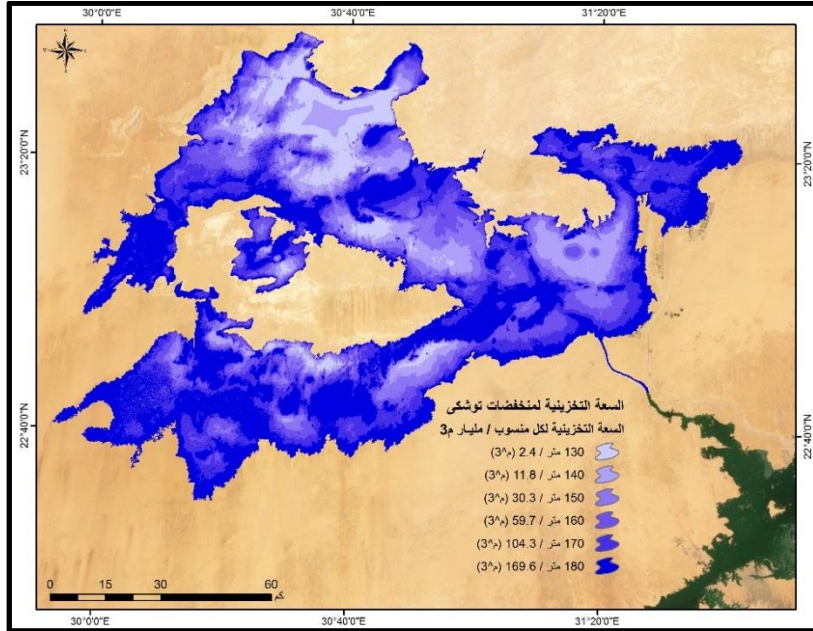 30°0'0"E 30°40'0"E 31°20'0"E
23°20'0"N 23°20'0"N
22°40'0"N 22°40'0"N
السعة التخزينية لمنخفضات توشكى
السعة التخزينية لكل منسوب / مليار م3
130 متر / 2.4 (م^3)
140 متر / 11.8 (م^3)
150 متر / 30.3 (م^3)
160 متر / 59.7 (م^3)
170 متر / 104.3 (م^3)
180 متر / 169.6 (م^3)
0 15 30 60
كم
30°0'0"E 30°40'0"E 31°20'0"E